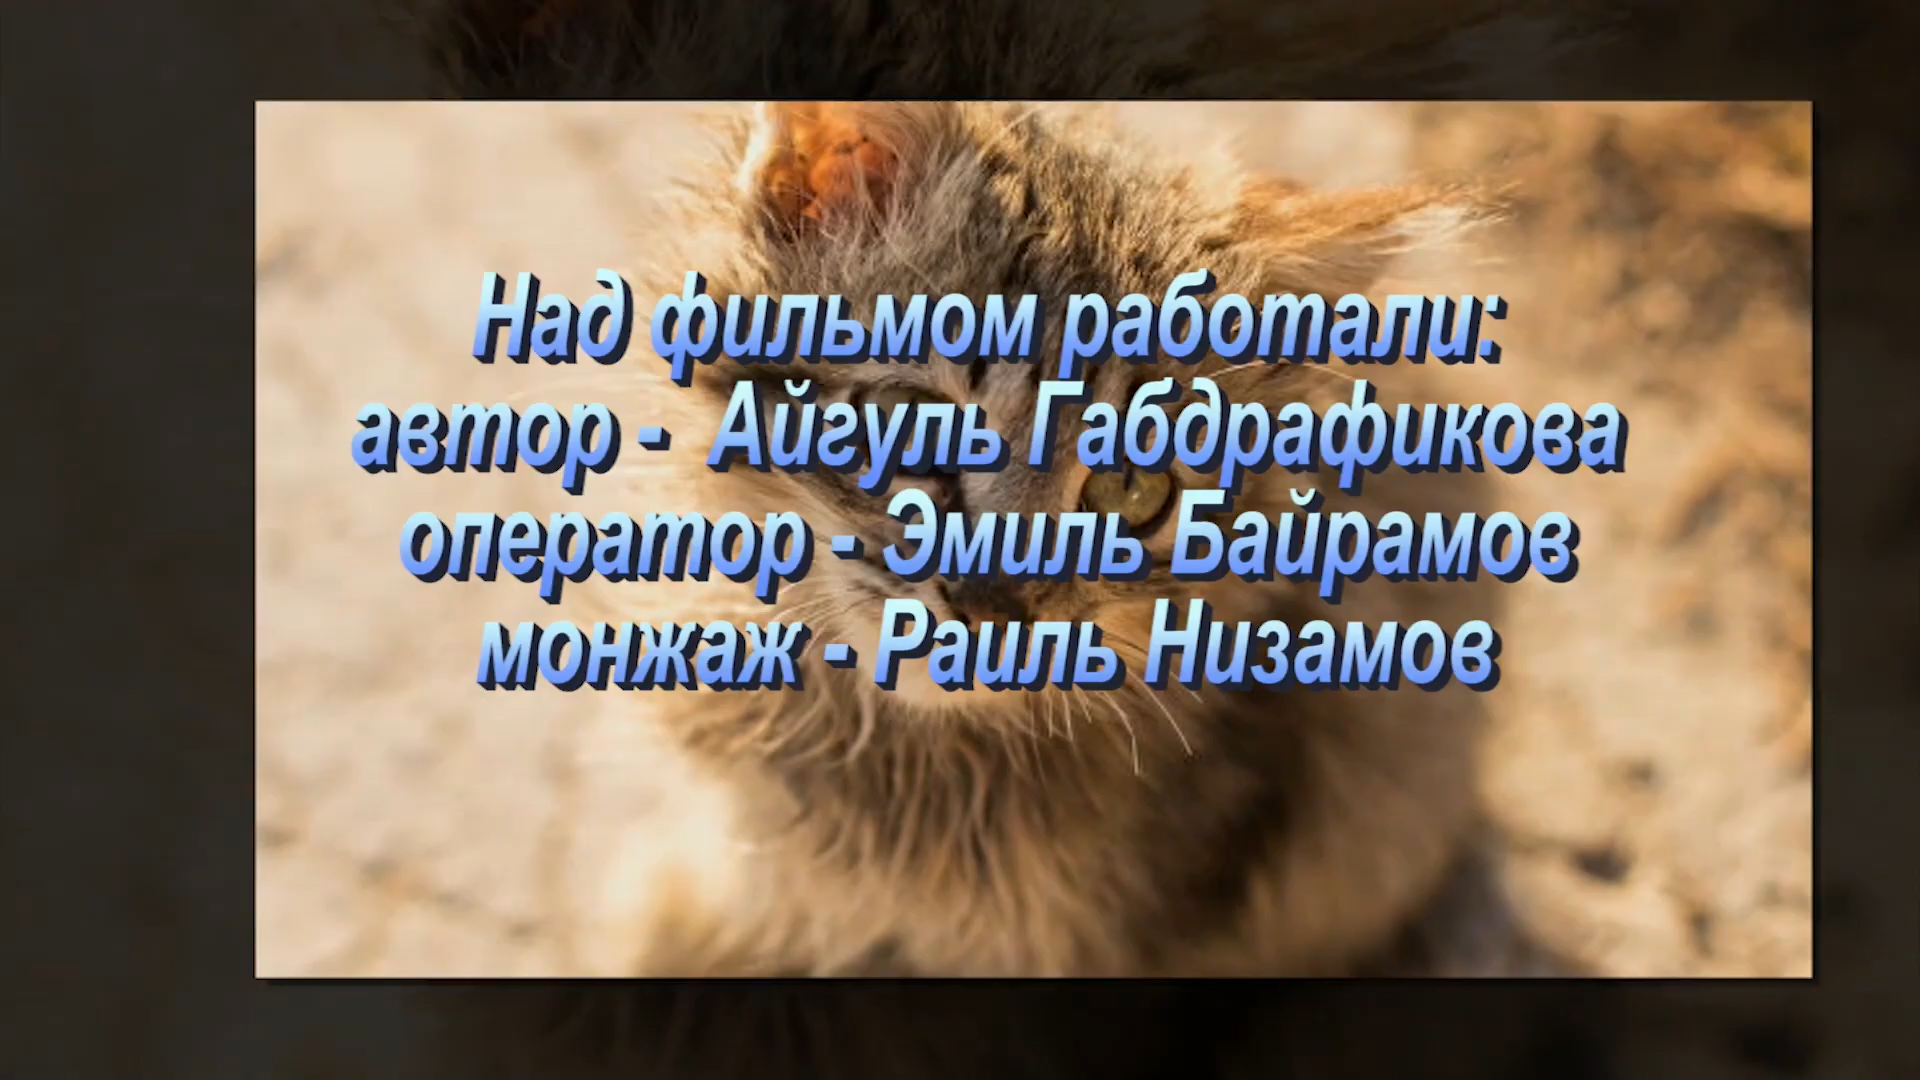 Над фильмом работали:
автор - Айгуль Габдрафикова
оператор - Эмиль Байрамов
монжаж - Раиль Низамов